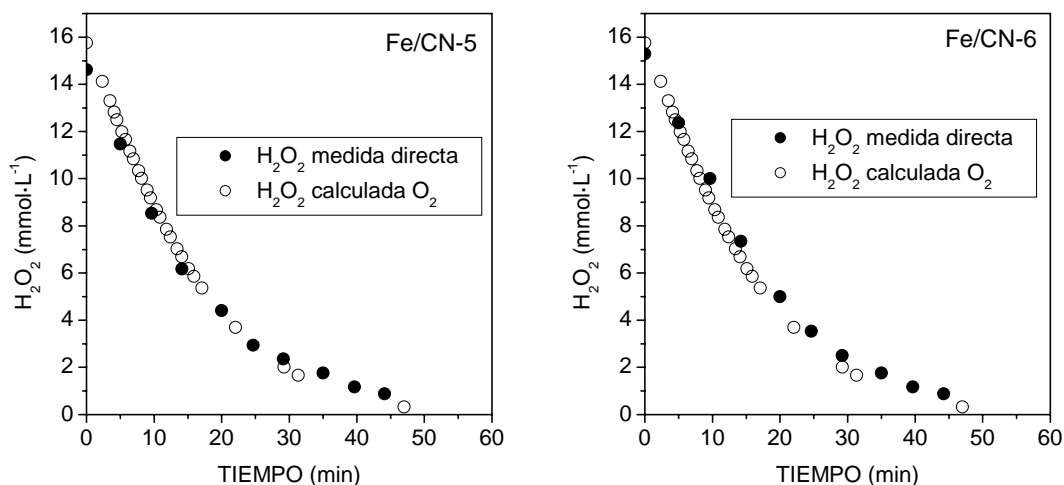 Fe/CN-5
H₂O₂ medida directa
H₂O₂ calculada O₂
H₂O₂ (mmol·L⁻¹)
16
14
12
10
8
6
4
2
0
0 10 20 30 40 50 60
TIEMPO (min)
Fe/CN-6
H₂O₂ medida directa
H₂O₂ calculada O₂
H₂O₂ (mmol·L⁻¹)
16
14
12
10
8
6
4
2
0
0 10 20 30 40 50 60
TIEMPO (min)